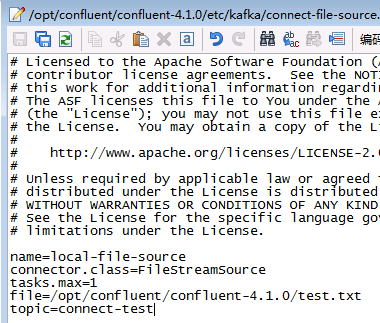 /opt/confluent/confluent-4.1.0/etc/kafka/connect-file-source.
编码
# Licensed to the Apache Software Foundation (
# contributor license agreements.  See the NOTI
# this work for additional information regardin
# The ASF licenses this file to You under the
# (the "License"); you may not use this file ex
# the License.  You may obtain a copy of the Li
#
#    http://www.apache.org/licenses/LICENSE-2.
#
# Unless required by applicable law or agreed t
# distributed under the License is distributed
# WITHOUT WARRANTIES OR CONDITIONS OF ANY KIND
# See the License for the specific language gov
# limitations under the License.
name=local-file-source
connector.class=FileStreamSource
tasks.max=1
file=/opt/confluent/confluent-4.1.0/test.txt
topic=connect-test